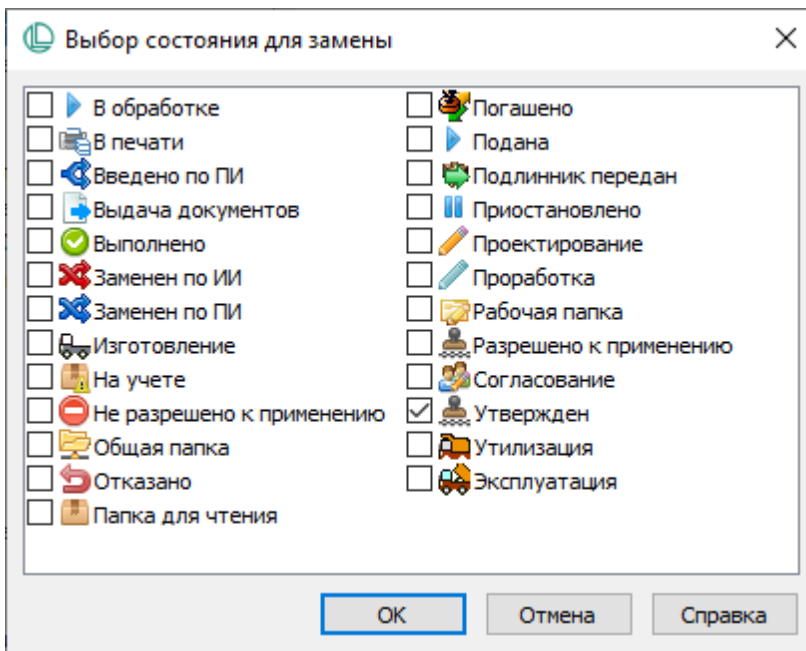 Выбор состояния для замены
В обработке
В печати
Введено по ПИ
Выдача документов
Выполнено
Заменен по ИИ
Заменен по ПИ
Изготовление
На учете
Не разрешено к применению
Общая папка
Отказано
Папка для чтения
Погашено
Подана
Подлинник передан
Приостановлено
Проектирование
Проработка
Рабочая папка
Разрешено к применению
Согласование
Утвержден
Утилизация
Эксплуатация
OK
Отмена
Справка